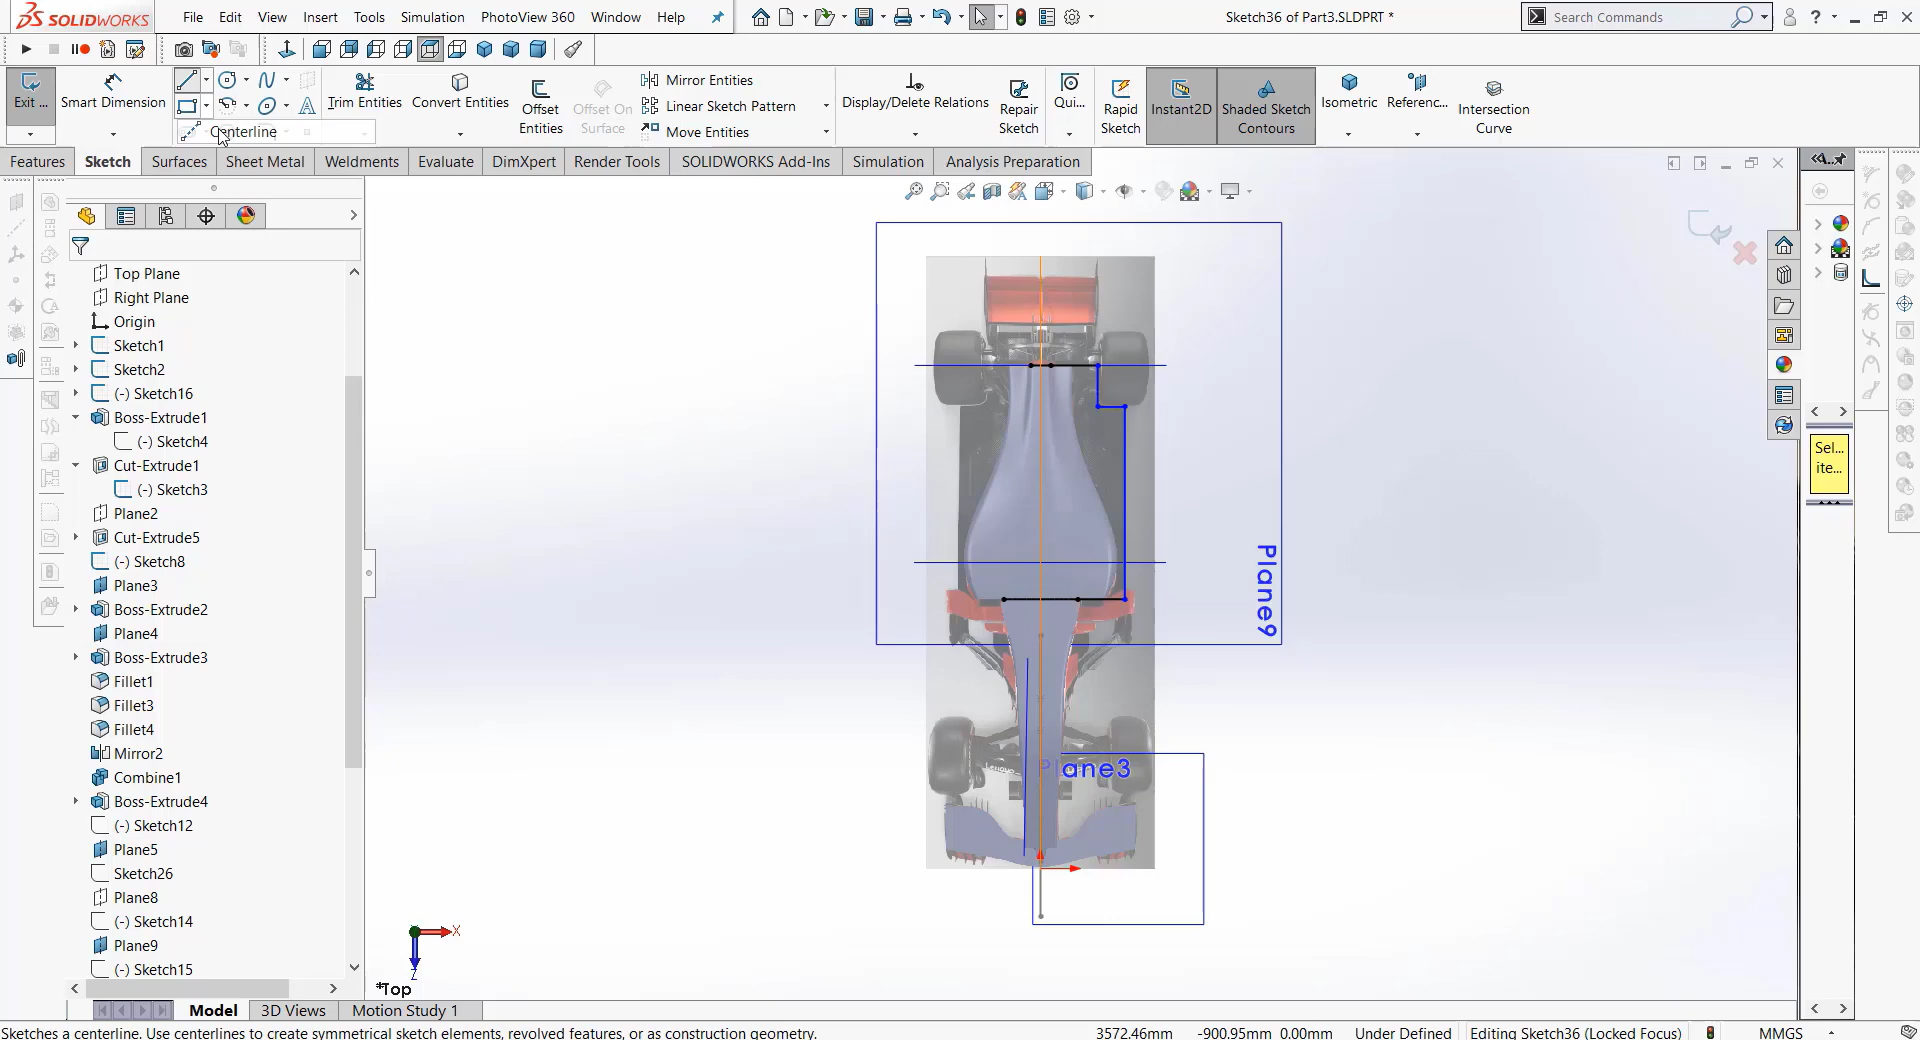 SOLIDWORKS
File Edit View Insert Tools Simulation PhotoView 360 Window Help
Sketch36 of Part3.SLDPRT *
Search Commands
Exit ...
Smart Dimension
Centerline
Trim Entities
Convert Entities
Offset Entities
Offset On Surface
Mirror Entities
Linear Sketch Pattern
Move Entities
Display/Delete Relations
Repair Sketch
Qui...
Rapid Sketch
Instant2D
Shaded Sketch Contours
Isometric
Referenc...
Intersection Curve
Features Sketch Surfaces Sheet Metal Weldments Evaluate DimXpert Render Tools SOLIDWORKS Add-Ins Simulation Analysis Preparation
Top Plane
Right Plane
Origin
Sketch1
Sketch2
(-) Sketch16
Boss-Extrude1
(-) Sketch4
Cut-Extrude1
(-) Sketch3
Plane2
Cut-Extrude5
(-) Sketch8
Plane3
Boss-Extrude2
Plane4
Boss-Extrude3
Fillet1
Fillet3
Fillet4
Mirror2
Combine1
Boss-Extrude4
(-) Sketch12
Plane5
Sketch26
Plane8
(-) Sketch14
Plane9
(-) Sketch15
Plane9
Plane3
X
Z
*Top
A...
Sel...
ite...
Model 3D Views Motion Study 1
Sketches a centerline. Use centerlines to create symmetrical sketch elements, revolved features, or as construction geometry.
3572.46mm -900.95mm 0.00mm Under Defined Editing Sketch36 (Locked Focus) MMGS